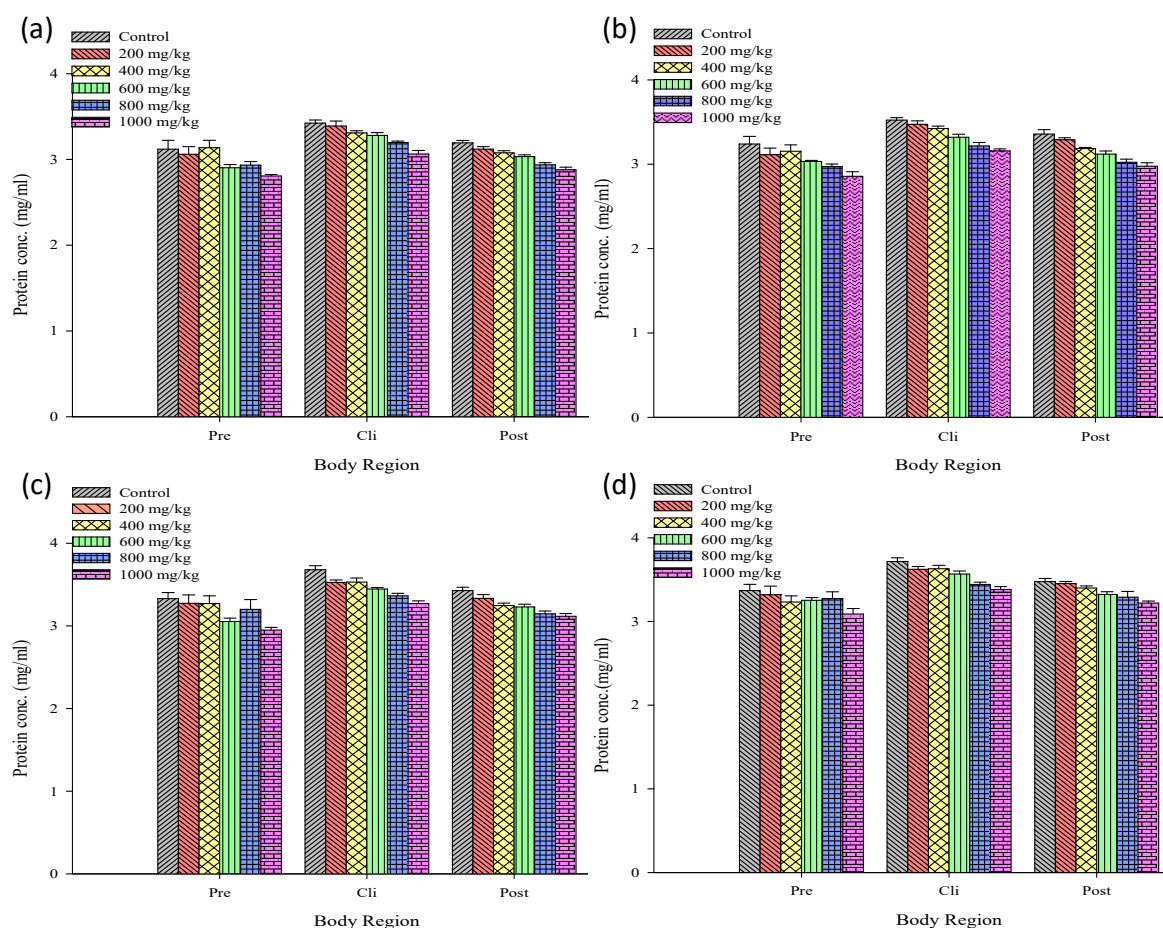 (a)
Control
200 mg/kg
400 mg/kg
600 mg/kg
800 mg/kg
1000 mg/kg
4
3
2
1
0
Protein conc. (mg/ml)
Pre Cli Post
Body Region
(b)
Control
200 mg/kg
400 mg/kg
600 mg/kg
800 mg/kg
1000 mg/kg
4
3
2
1
0
Protein conc. (mg/ml)
Pre Cli Post
Body Region
(c)
Control
200 mg/kg
400 mg/kg
600 mg/kg
800 mg/kg
1000 mg/kg
4
3
2
1
0
Protein conc. (mg/ml)
Pre Cli Post
Body Region
(d)
Control
200 mg/kg
400 mg/kg
600 mg/kg
800 mg/kg
1000 mg/kg
4
3
2
1
0
Protein conc.(mg/ml)
Pre Cli Post
Body Region